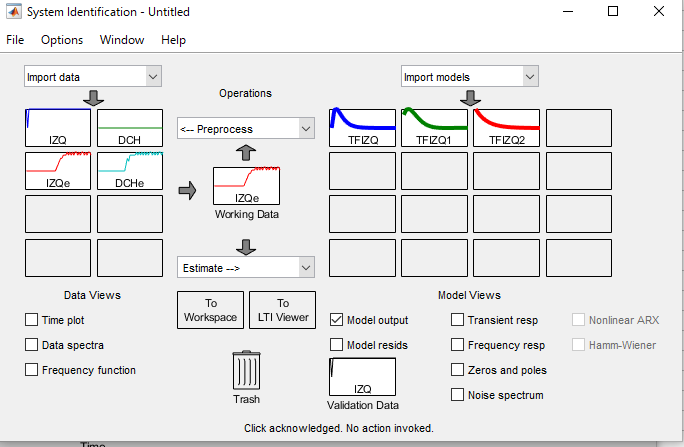 System Identification - Untitled
File Options Window Help
Import data
Import models
Operations
IZQ
DCH
<-- Preprocess
TFIZQ
TFIZQ1
TFIZQ2
IZQe
DCHe
IZQe
Working Data
Estimate -->
Data Views
To
Workspace
To
LTI Viewer
Model Views
Time plot
Model output
Transient resp
Nonlinear ARX
Data spectra
Model resids
Frequency resp
Hamm-Wiener
Frequency function
Zeros and poles
IZQ
Noise spectrum
Trash
Validation Data
Click acknowledged. No action invoked.
Time